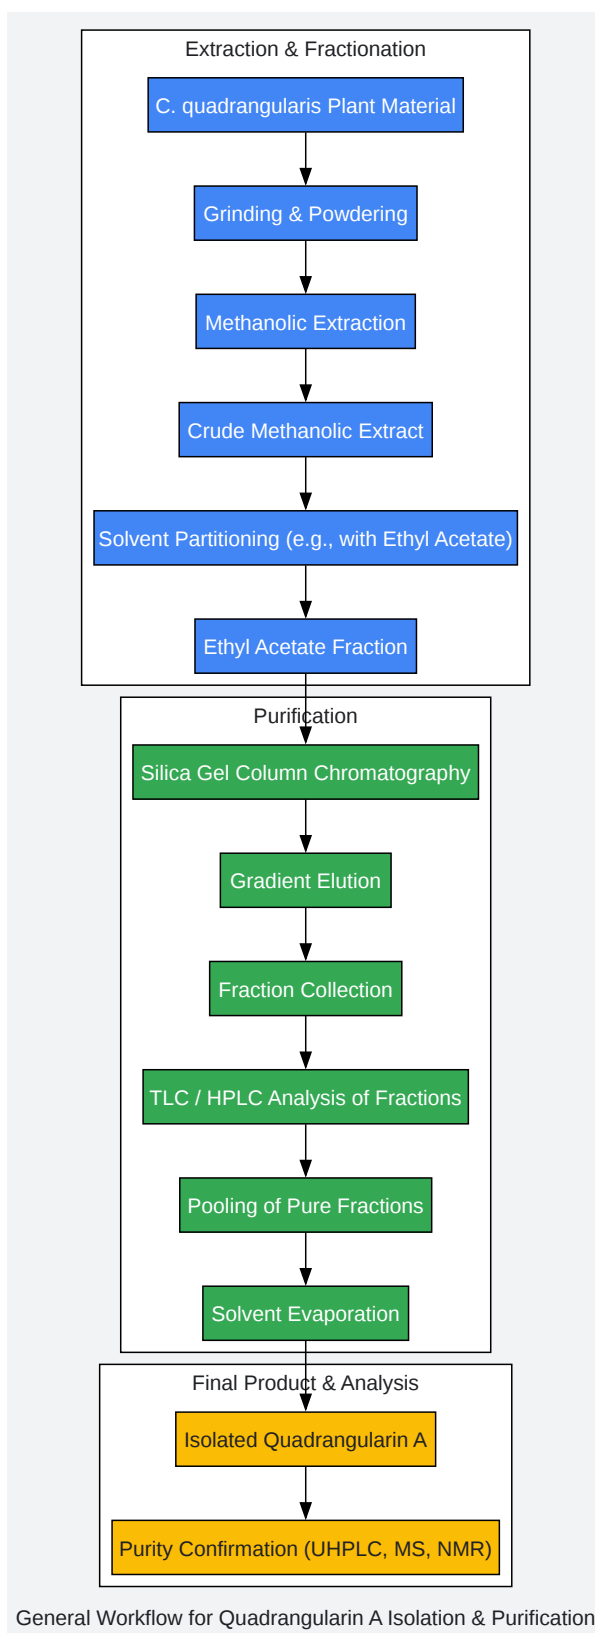 Extraction & Fractionation
C. quadrangularis Plant Material
Grinding & Powdering
Methanolic Extraction
Crude Methanolic Extract
Solvent Partitioning (e.g., with Ethyl Acetate)
Ethyl Acetate Fraction
Purification
Silica Gel Column Chromatography
Gradient Elution
Fraction Collection
TLC / HPLC Analysis of Fractions
Pooling of Pure Fractions
Solvent Evaporation
Final Product & Analysis
Isolated Quadrangularin A
Purity Confirmation (UHPLC, MS, NMR)
General Workflow for Quadrangularin A Isolation & Purification